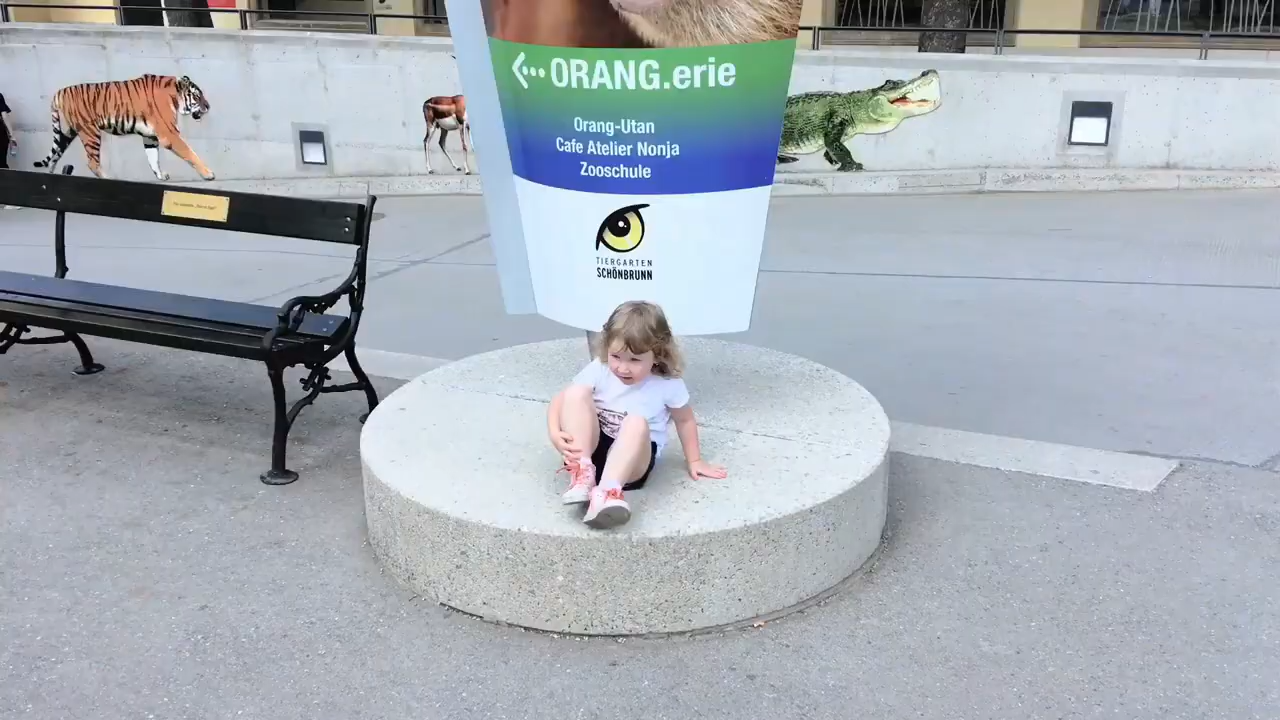 <··· ORANG.erie
Orang-Utan
Cafe Atelier Nonja
Zooschule
TIERGARTEN
SCHÖNBRUNN